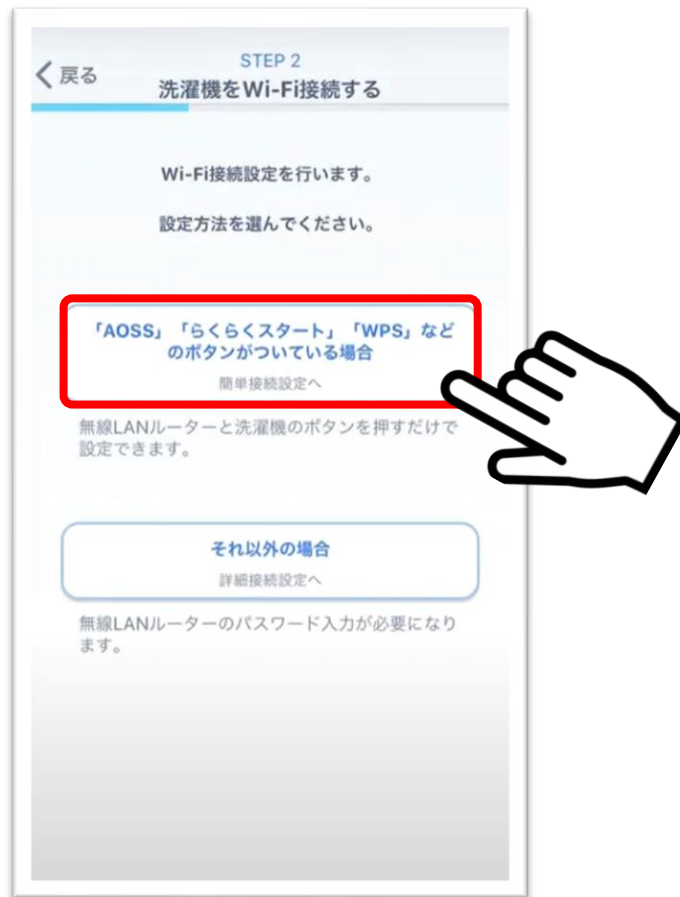 戻る
STEP 2
洗濯機をWi-Fi接続する
Wi-Fi接続設定を行います。
設定方法を選んでください。
「AOSS」「らくらくスタート」「WPS」など
のボタンがついている場合
簡単接続設定へ
無線LANルーターと洗濯機のボタンを押すだけで
設定できます。
それ以外の場合
詳細接続設定へ
無線LANルーターのパスワード入力が必要になり
ます。